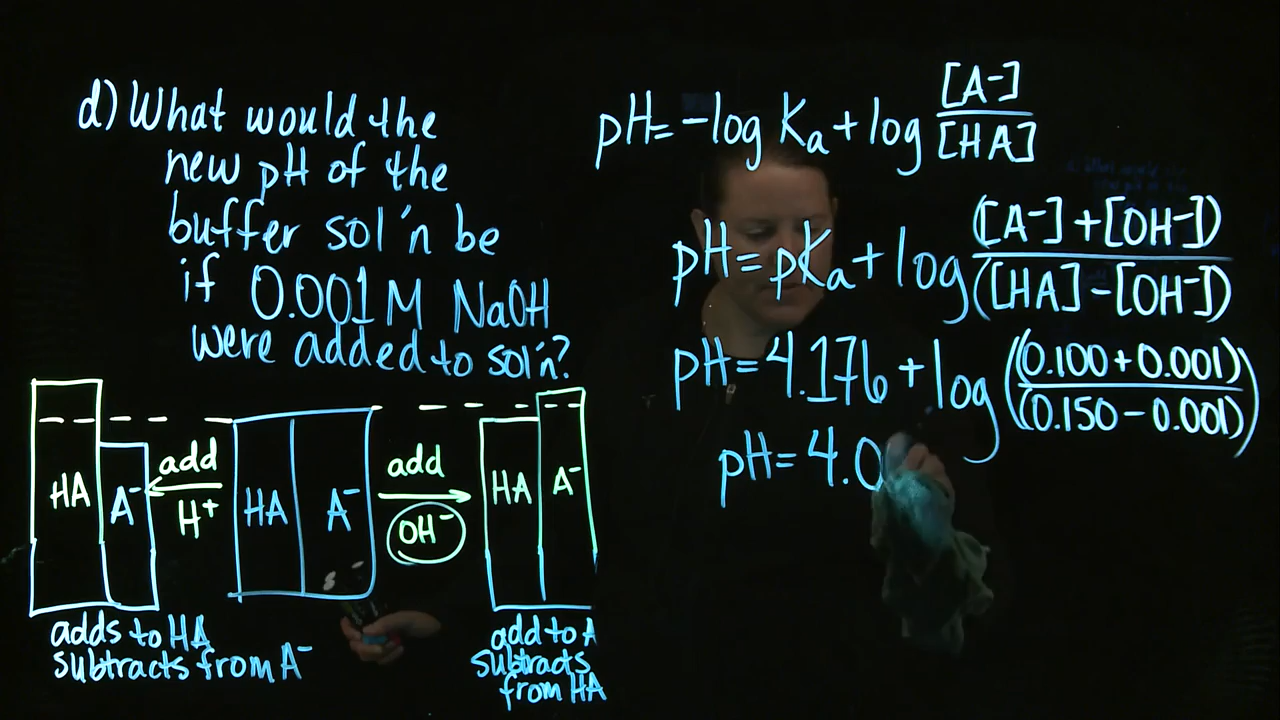 d) What would the
new pH of the
buffer sol'n be
if 0.001 M NaOH
were added to sol'n?
pH = -log Ka + log [A-]/[HA]
pH = pKa + log ([A-] + [OH-])/([HA] - [OH-])
pH = 4.176 + log ((0.100 + 0.001)/(0.150 - 0.001))
pH = 4.0
HA A⁻
add
H⁺
HA A⁻
add
OH⁻
HA A⁻
adds to HA
subtracts from A⁻
add to A
subtracts
from HA